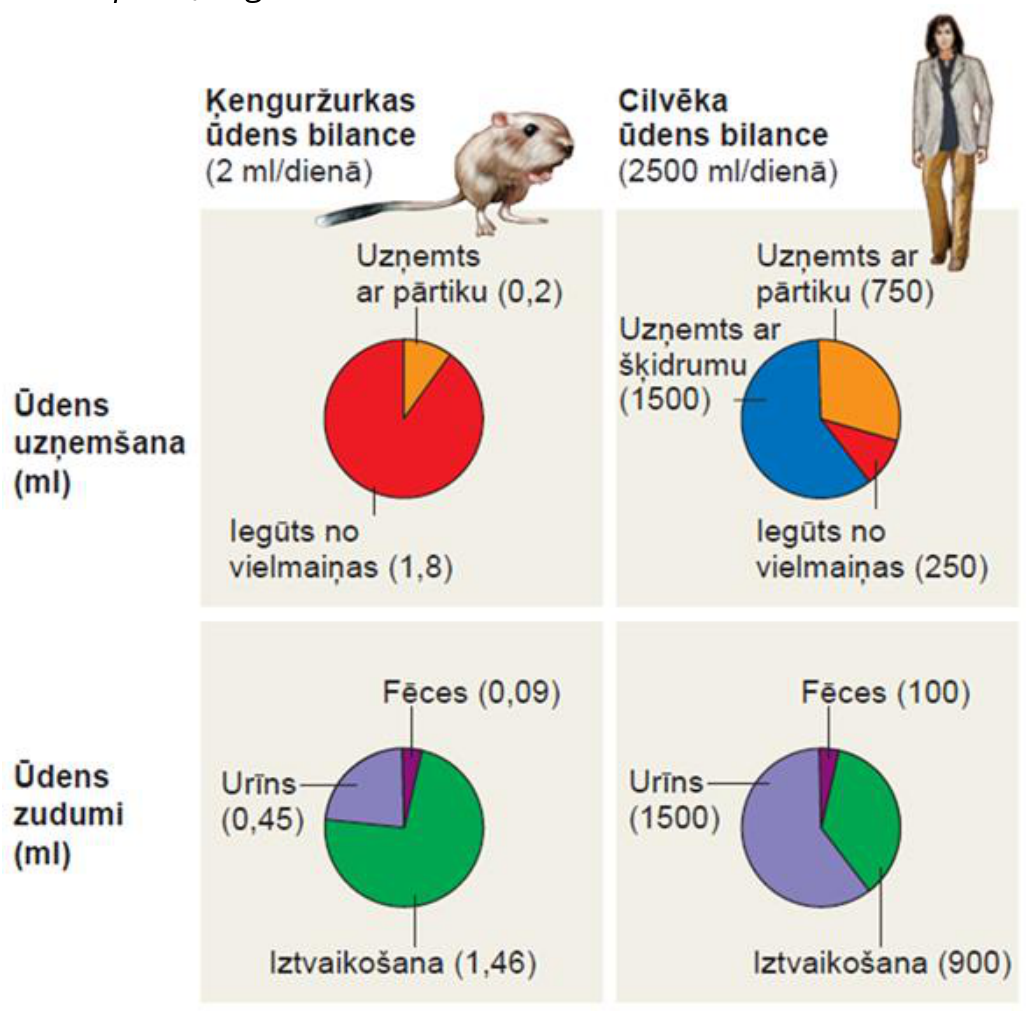 Ķenguržurkas
ūdens bilance
(2 ml/dienā)
Cilvēka
ūdens bilance
(2500 ml/dienā)
Ūdens
uzņemšana
(ml)
Uzņemts
ar pārtiku (0,2)
Iegūts no
vielmaiņas (1,8)
Uzņemts ar
pārtiku (750)
Uzņemts ar
šķidrumu
(1500)
Iegūts no
vielmaiņas (250)
Ūdens
zudumi
(ml)
Fēces (0,09)
Urīns
(0,45)
Iztvaikošana (1,46)
Fēces (100)
Urīns
(1500)
Iztvaikošana (900)